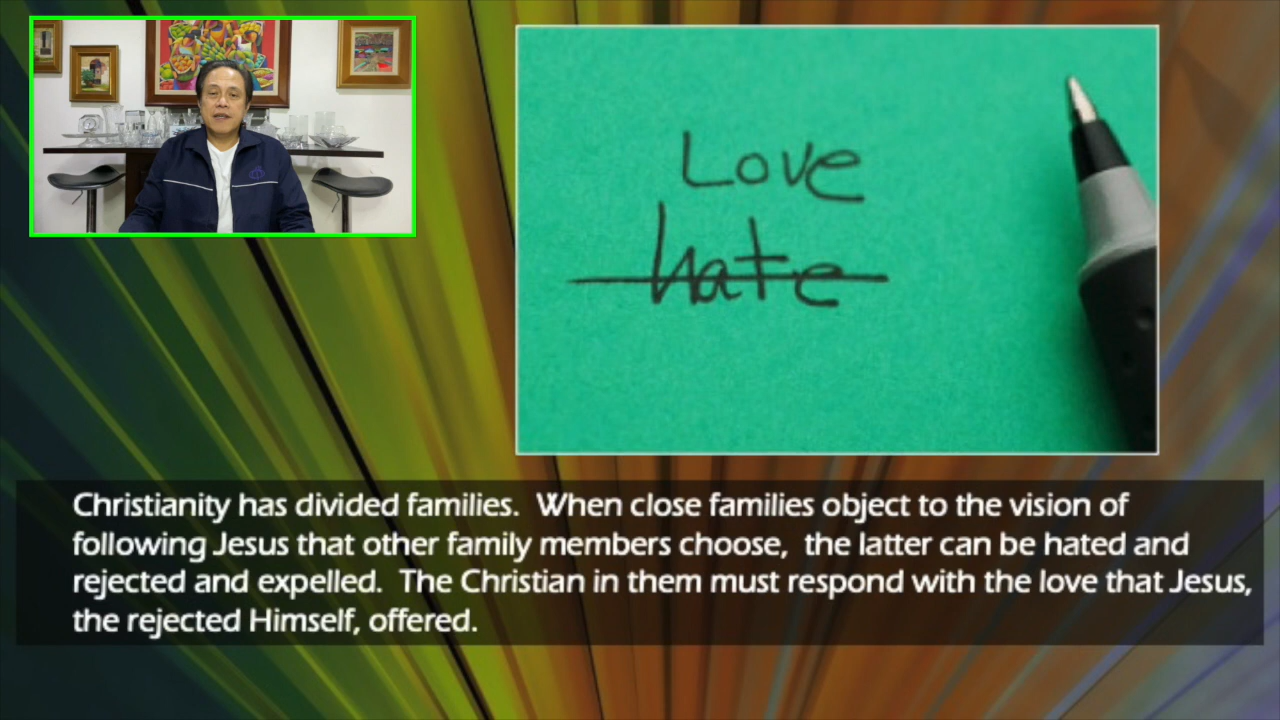 Love
hate
Christianity has divided families.  When close families object to the vision of
following Jesus that other family members choose,  the latter can be hated and
rejected and expelled.  The Christian in them must respond with the love that Jesus,
the rejected Himself, offered.